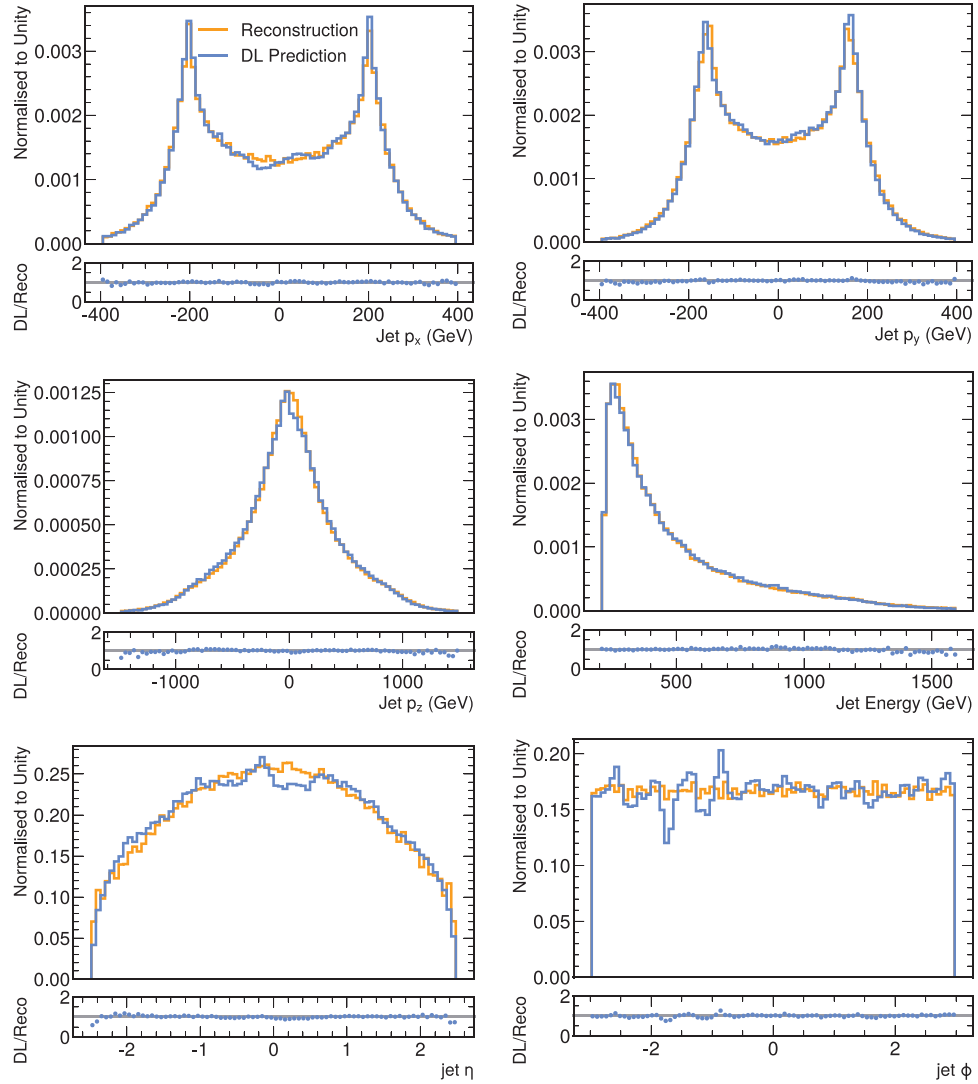 Normalised to Unity
0.003
0.002
0.001
0.000
Reconstruction
DL Prediction
DL/Reco
2
0
-400 -200 0 200 400
Jet px (GeV)
Normalised to Unity
0.003
0.002
0.001
0.000
DL/Reco
2
0
-400 -200 0 200 400
Jet py (GeV)
Normalised to Unity
0.00125
0.00100
0.00075
0.00050
0.00025
0.00000
DL/Reco
2
0
-1000 0 1000
Jet pz (GeV)
Normalised to Unity
0.003
0.002
0.001
0.000
DL/Reco
2
0
500 1000 1500
Jet Energy (GeV)
Normalised to Unity
0.25
0.20
0.15
0.10
0.05
0.00
DL/Reco
2
0
-2 -1 0 1 2
jet η
Normalised to Unity
0.20
0.15
0.10
0.05
0.00
DL/Reco
2
0
-2 0 2
jet ϕ